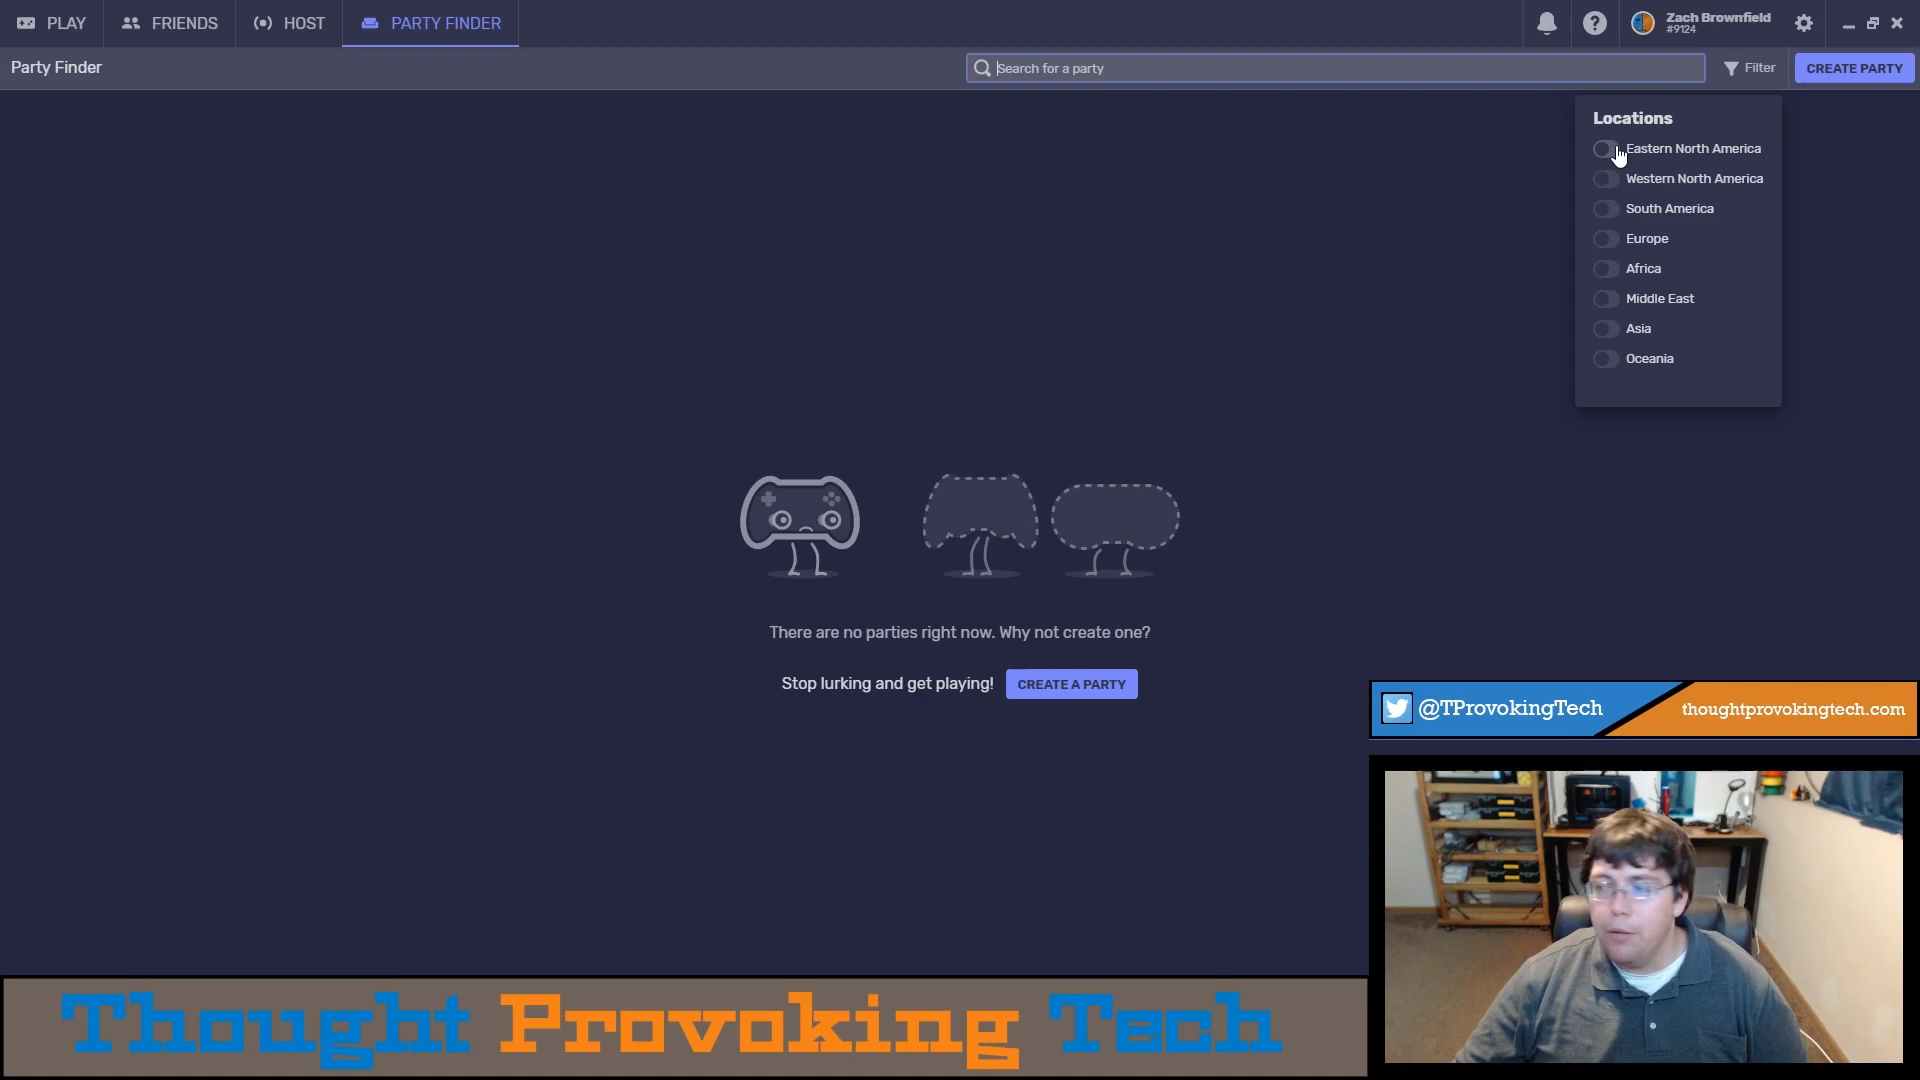 PLAY
FRIENDS
HOST
PARTY FINDER
Zach Brownfield
#9124
Party Finder
Search for a party
Filter
CREATE PARTY
Locations
Eastern North America
Western North America
South America
Europe
Africa
Middle East
Asia
Oceania
There are no parties right now. Why not create one?
Stop lurking and get playing!
CREATE A PARTY
@TProvokingTech
thoughtprovokingtech.com
Thought Provoking Tech